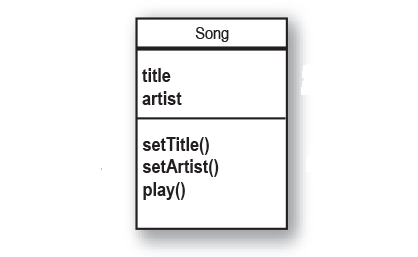 Song
title
artist
setTitle()
setArtist()
play()